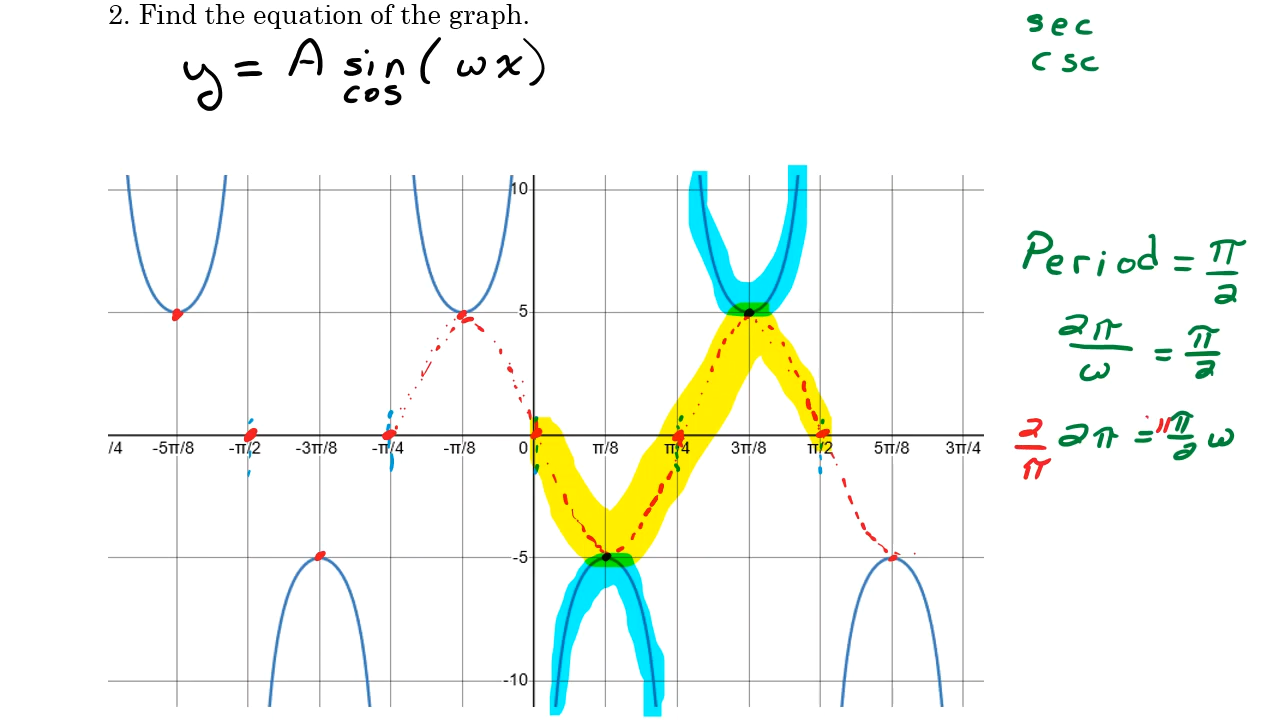 2. Find the equation of the graph.
sec
csc
y = A sin(ωx)
cos
10
5
/4 -5π/8 -π/2 -3π/8 -π/4 -π/8 0 π/8 π/4 3π/8 π/2 5π/8 3π/4
-5
-10
Period = π/2
2π/ω = π/2
2/π 2π = π/2 ω